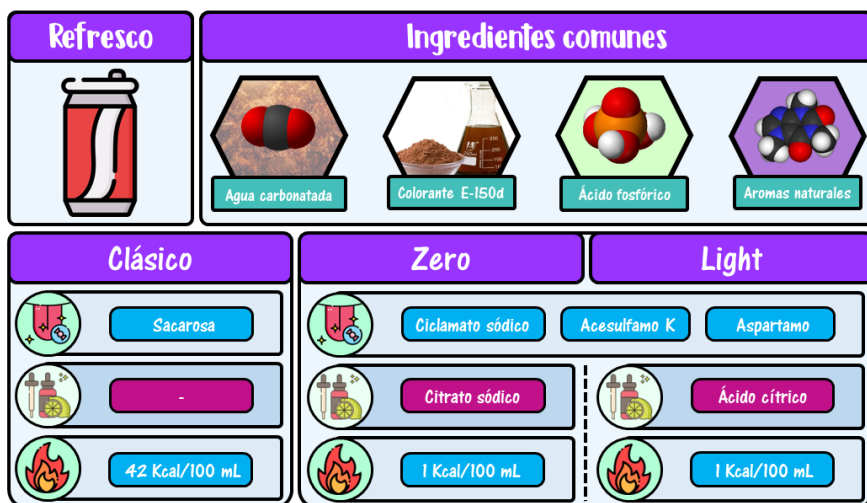 Refresco
Ingredientes comunes
Agua carbonatada
Colorante E-150d
Ácido fosfórico
Aromas naturales
Clásico
Zero
Light
Sacarosa
Ciclamato sódico
Acesulfamo K
Aspartamo
-
Citrato sódico
Ácido cítrico
42 Kcal/100 mL
1 Kcal/100 mL
1 Kcal/100 mL